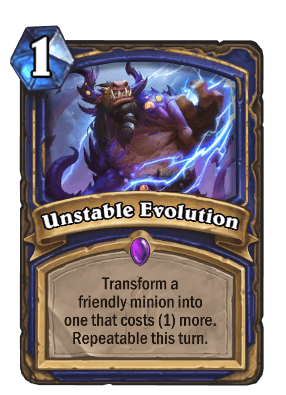 1
Unstable Evolution
Transform a
friendly minion into
one that costs (1) more.
Repeatable this turn.